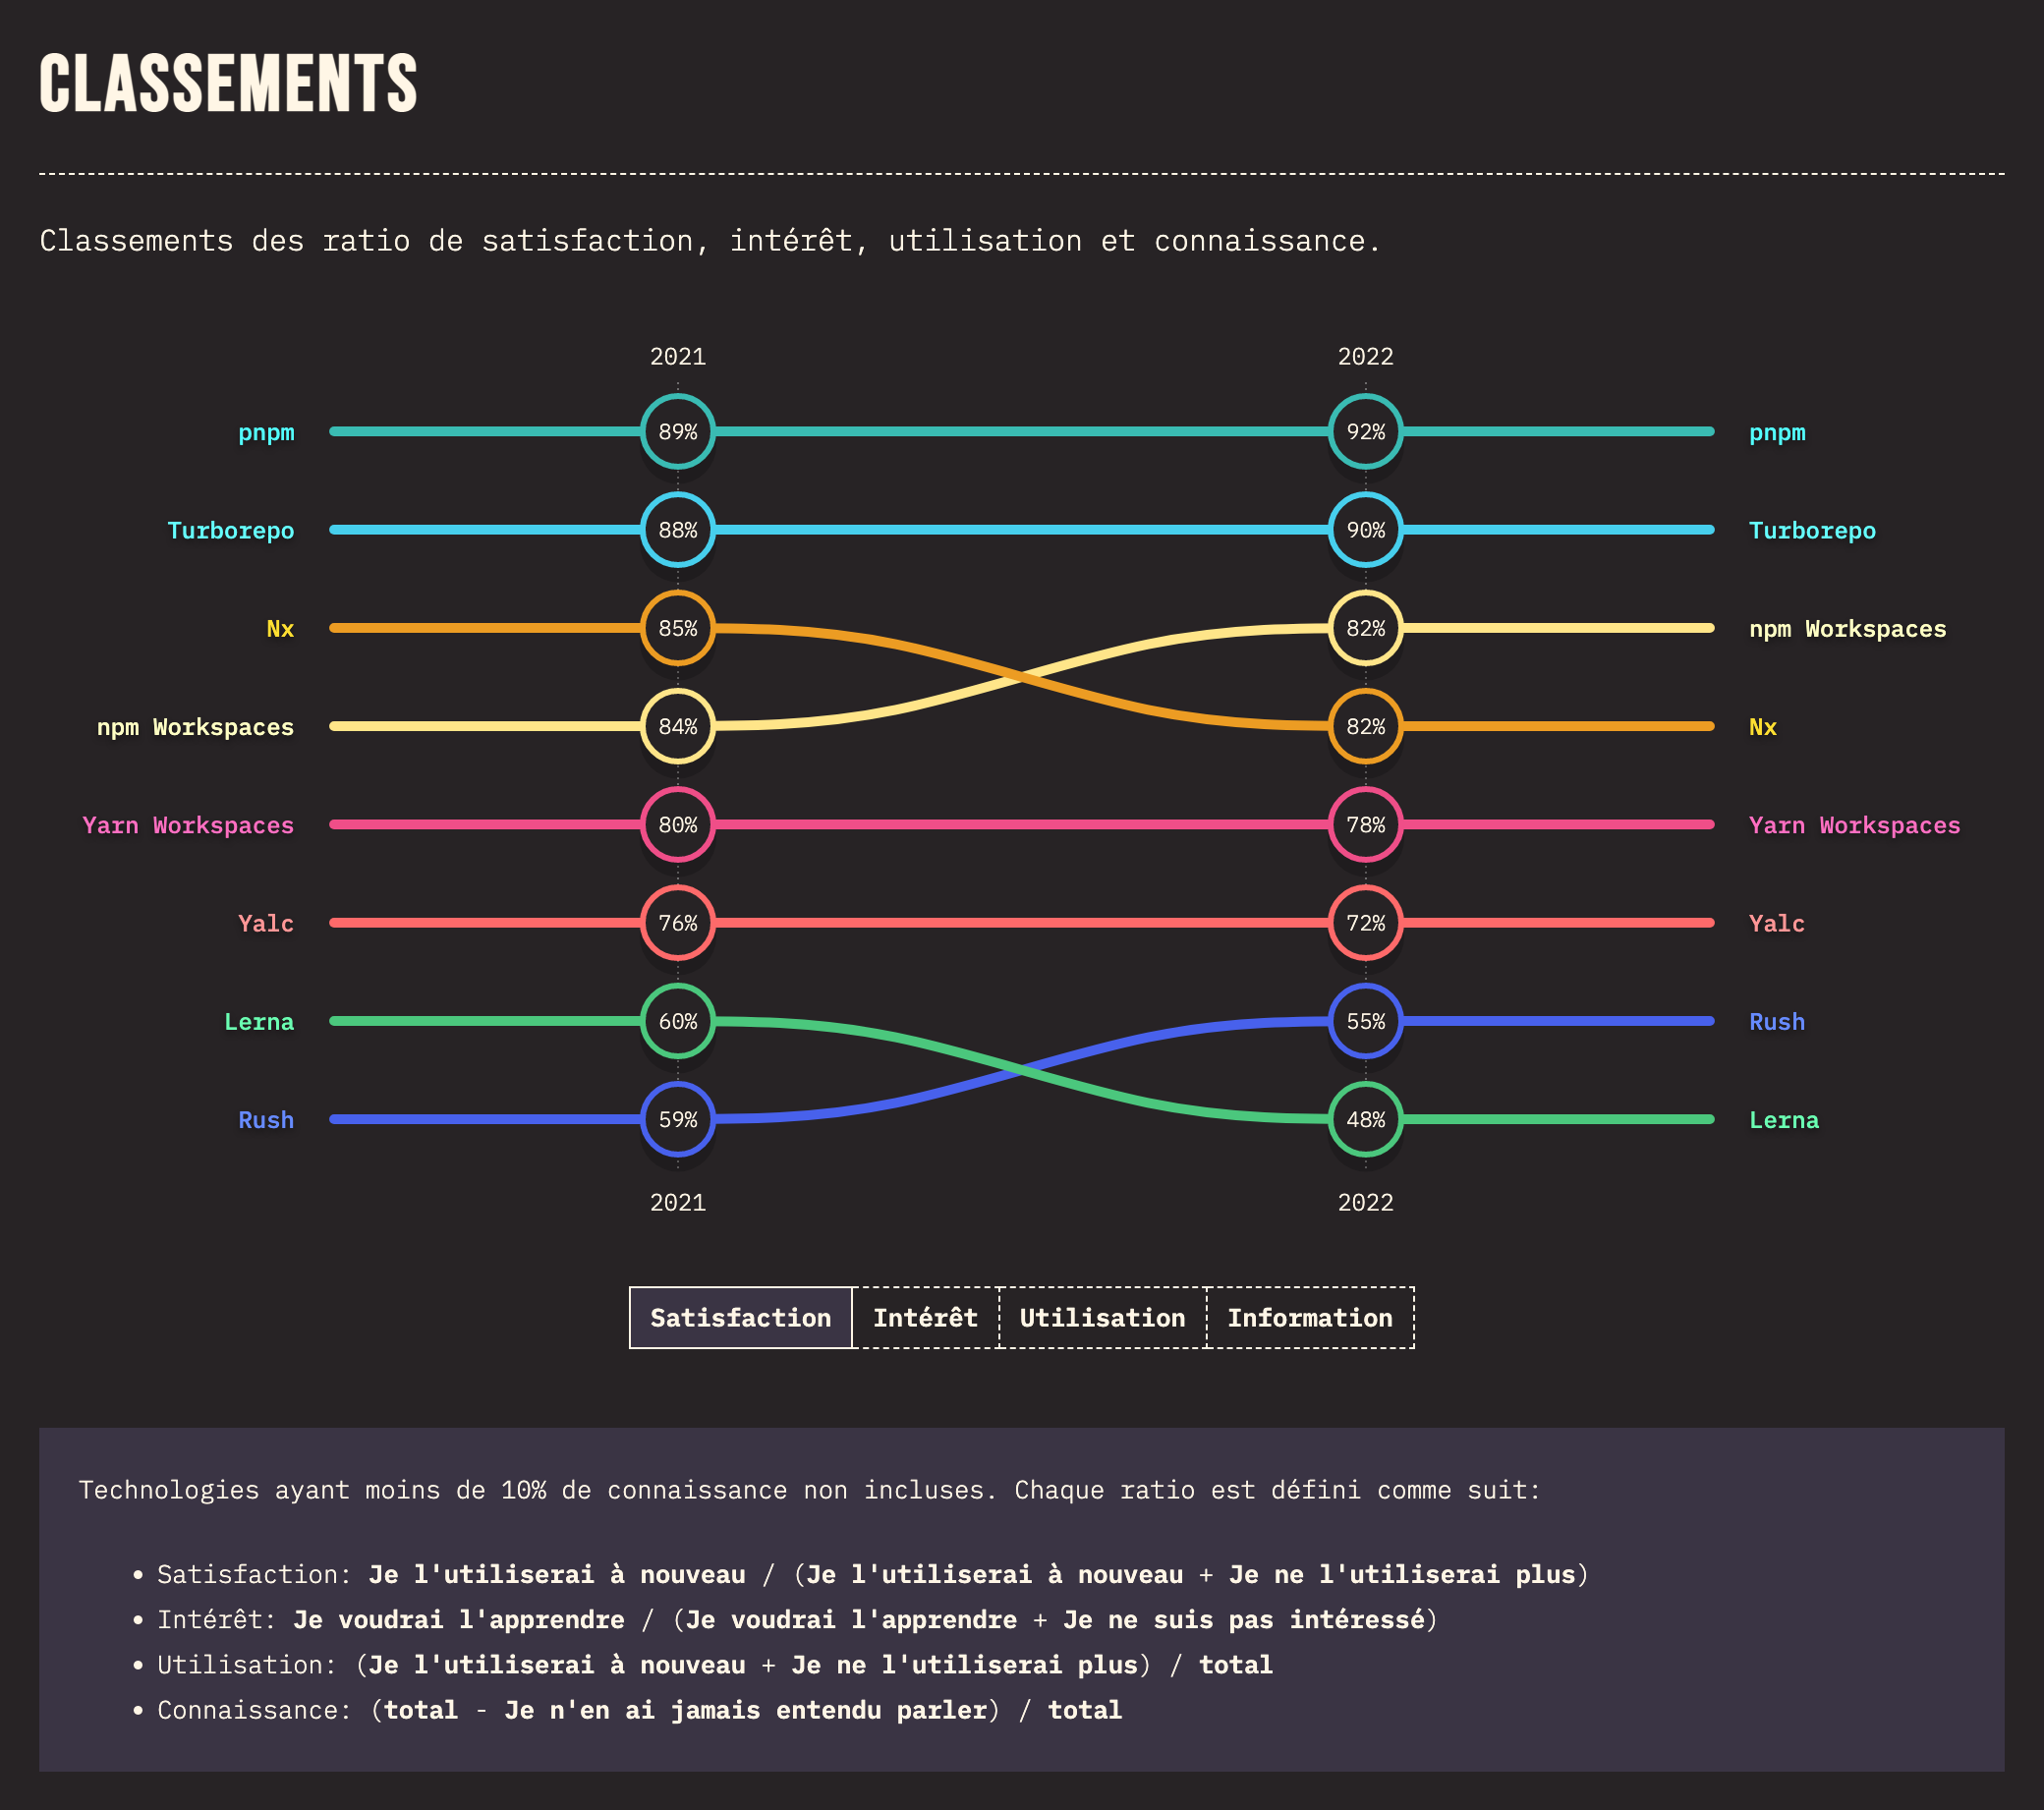 CLASSEMENTS
Classements des ratio de satisfaction, intérêt, utilisation et connaissance.
2021 2022
pnpm 89% 92% pnpm
Turborepo 88% 90% Turborepo
Nx 85% 82% npm Workspaces
npm Workspaces 84% 82% Nx
Yarn Workspaces 80% 78% Yarn Workspaces
Yalc 76% 72% Yalc
Lerna 60% 55% Rush
Rush 59% 48% Lerna
2021 2022
Satisfaction Intérêt Utilisation Information
Technologies ayant moins de 10% de connaissance non incluses. Chaque ratio est défini comme suit:
• Satisfaction: Je l'utiliserai à nouveau / (Je l'utiliserai à nouveau + Je ne l'utiliserai plus)
• Intérêt: Je voudrai l'apprendre / (Je voudrai l'apprendre + Je ne suis pas intéressé)
• Utilisation: (Je l'utiliserai à nouveau + Je ne l'utiliserai plus) / total
• Connaissance: (total - Je n'en ai jamais entendu parler) / total